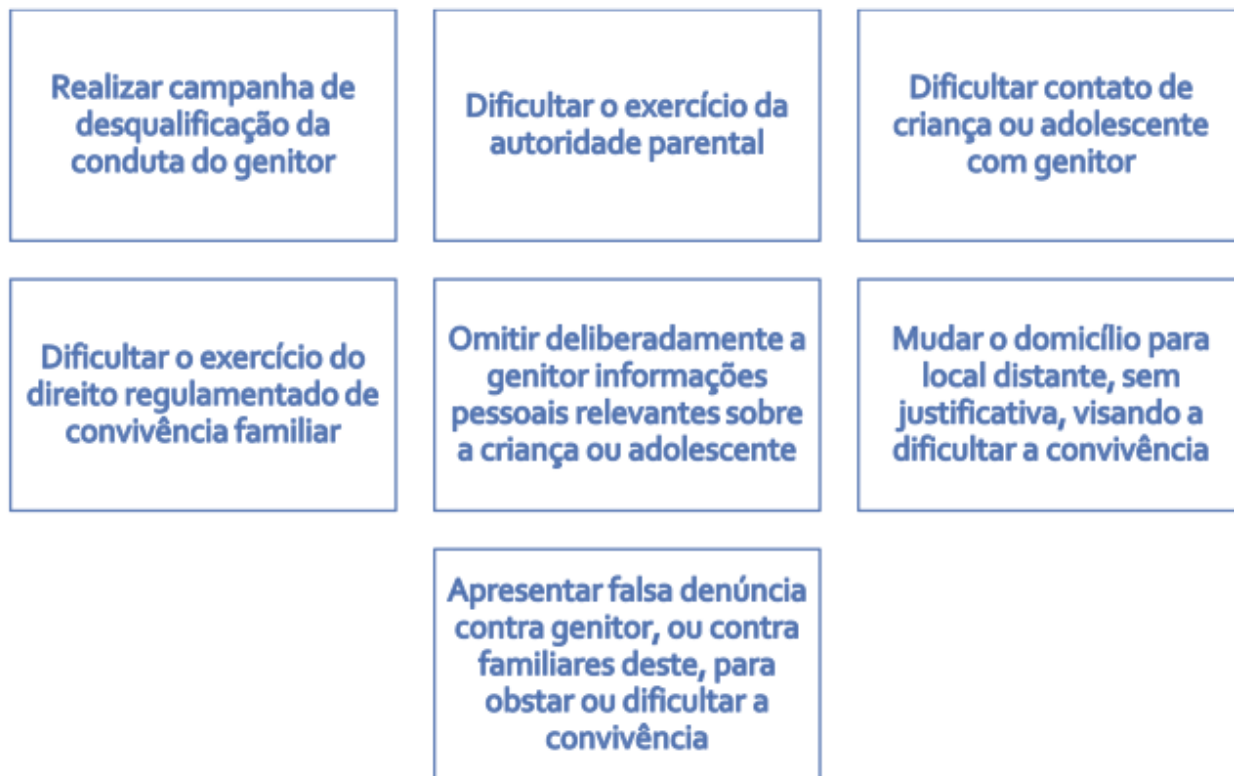 Realizar campanha de
desqualificação da
conduta do genitor
Dificultar o exercício da
autoridade parental
Dificultar contato de
criança ou adolescente
com genitor
Dificultar o exercício do
direito regulamentado de
convivência familiar
Omitir deliberadamente a
genitor informações
pessoais relevantes sobre
a criança ou adolescente
Mudar o domicílio para
local distante, sem
justificativa, visando a
dificultar a convivência
Apresentar falsa denúncia
contra genitor, ou contra
familiares deste, para
obstar ou dificultar a
convivência